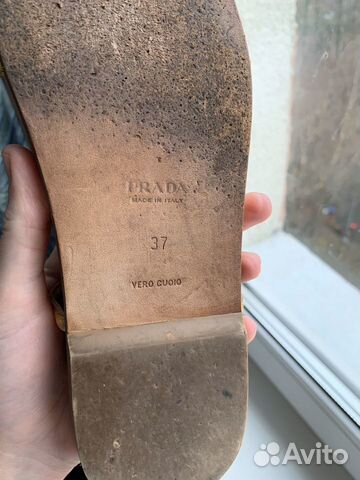 PRADA
MADE IN ITALY
37
VERO CUOIO
Avito